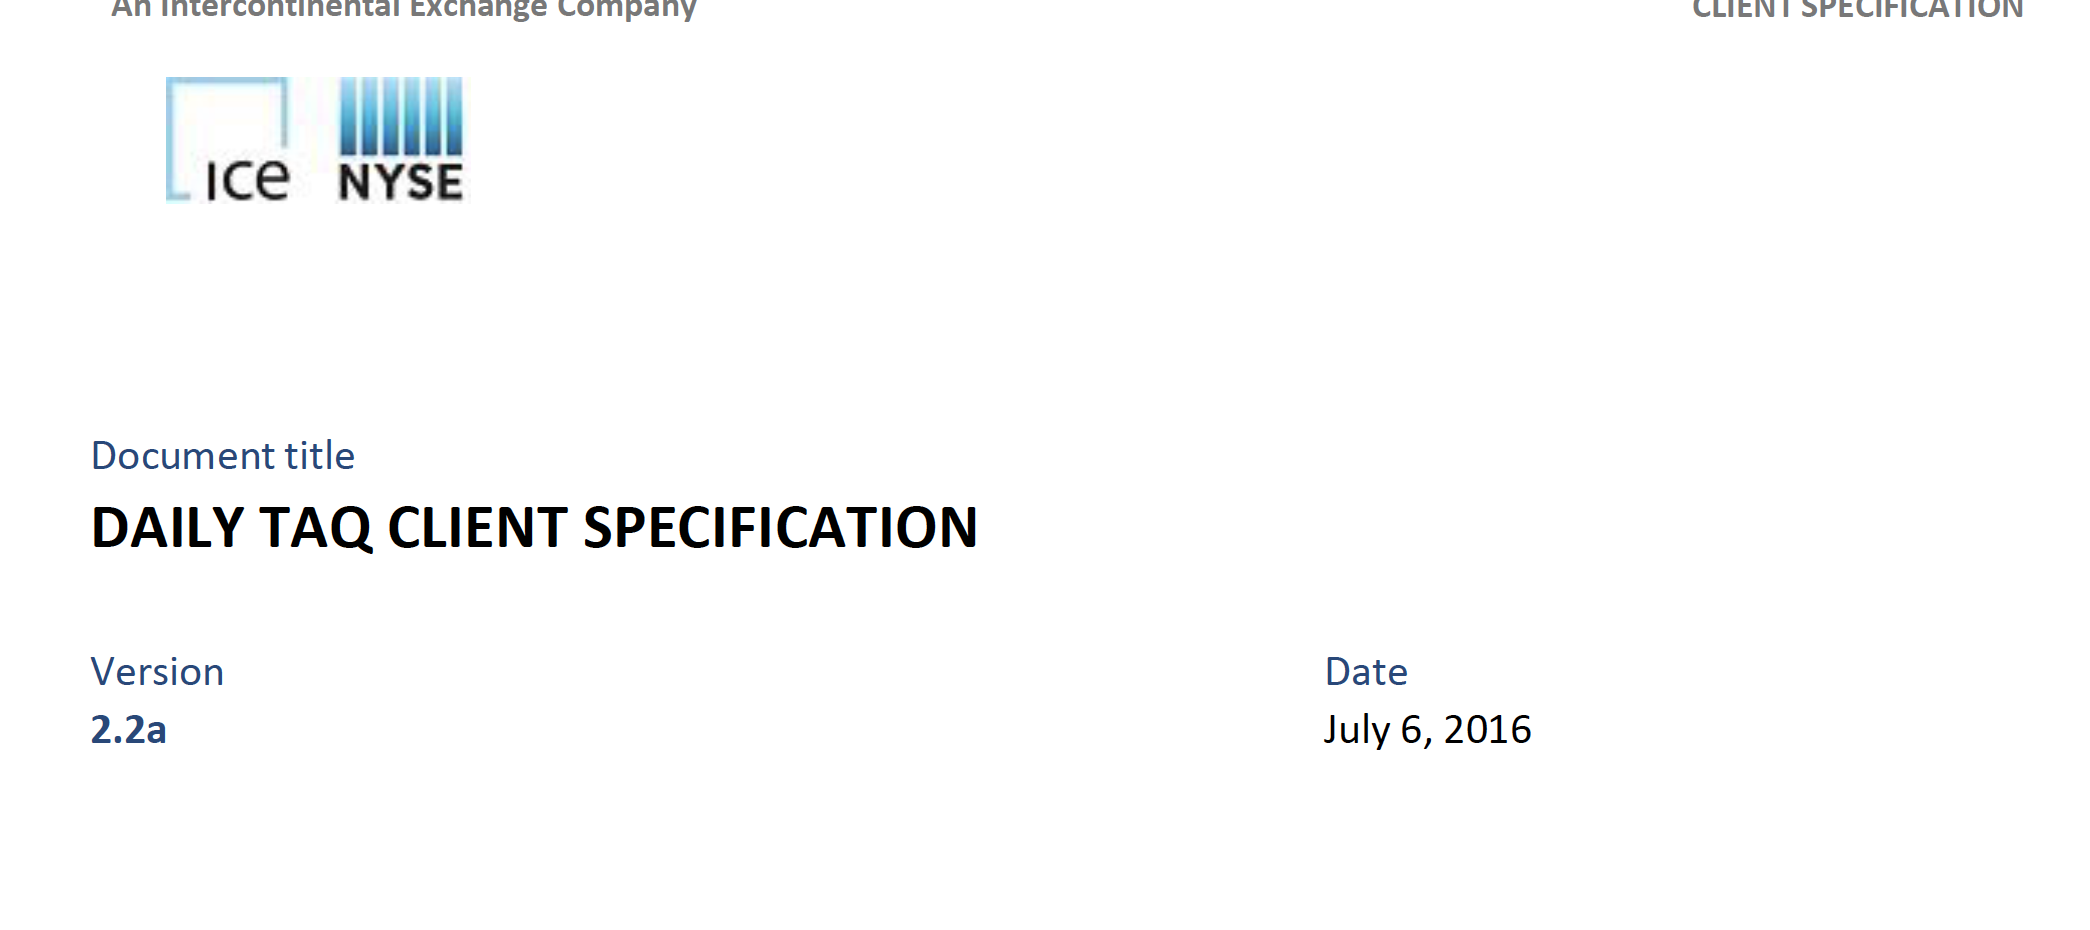 An Intercontinental Exchange Company
CLIENT SPECIFICATION
ice NYSE
Document title
DAILY TAQ CLIENT SPECIFICATION
Version
Date
2.2a
July 6, 2016